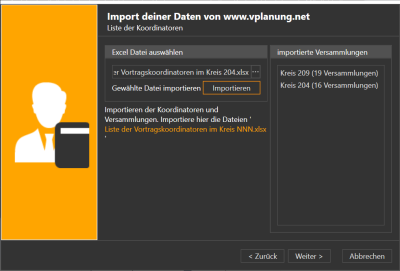 Import deiner Daten von www.vplanung.net
Liste der Koordinatoren
Excel Datei auswählen
er Vortragskoordinatoren im Kreis 204.xlsx ...
Gewählte Datei importieren Importieren
Importieren der Koordinatoren und
Versammlungen. Importiere hier die Dateien '
Liste der Vortragskoordinatoren im Kreis NNN.xlsx
'
importierte Versammlungen
Kreis 209 (19 Versammlungen)
Kreis 204 (16 Versammlungen)
< Zurück Weiter > Abbrechen